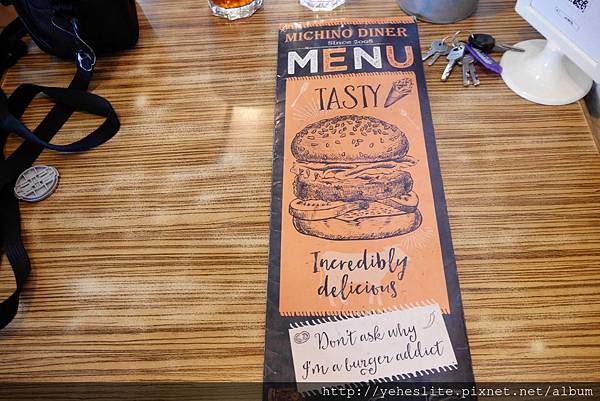 MICHINO DINER
Since 2008
MENU
TASTY
Incredibly
delicious
Don't ask why
I'm a burger addict
http://yeheslite.pixnet.net/album